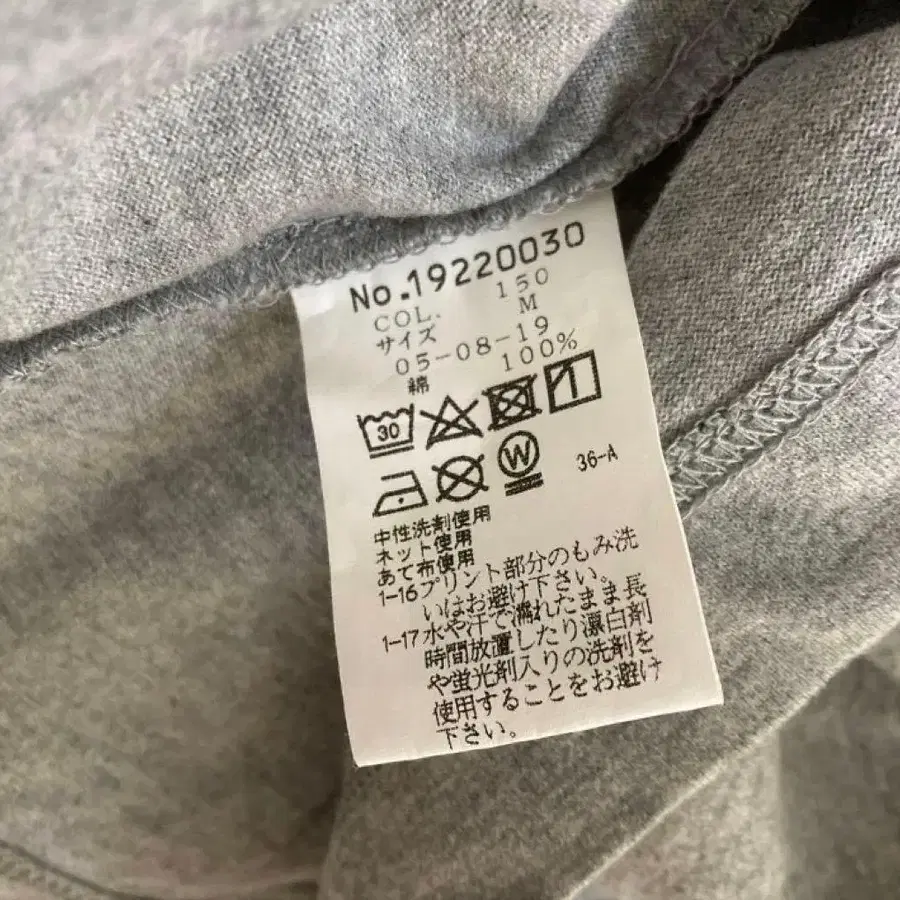 No.19220030
COL. 150
サイズ M
05-08-19
綿 100%
30
W
36-A
中性洗剤使用
ネット使用
あて布使用
1-16プリント部分のもみ洗
いはお避け下さい。
1-17水や汗で濡れたまま長
時間放置したり漂白剤
や蛍光剤入りの洗剤を
使用することをお避け
下さい。